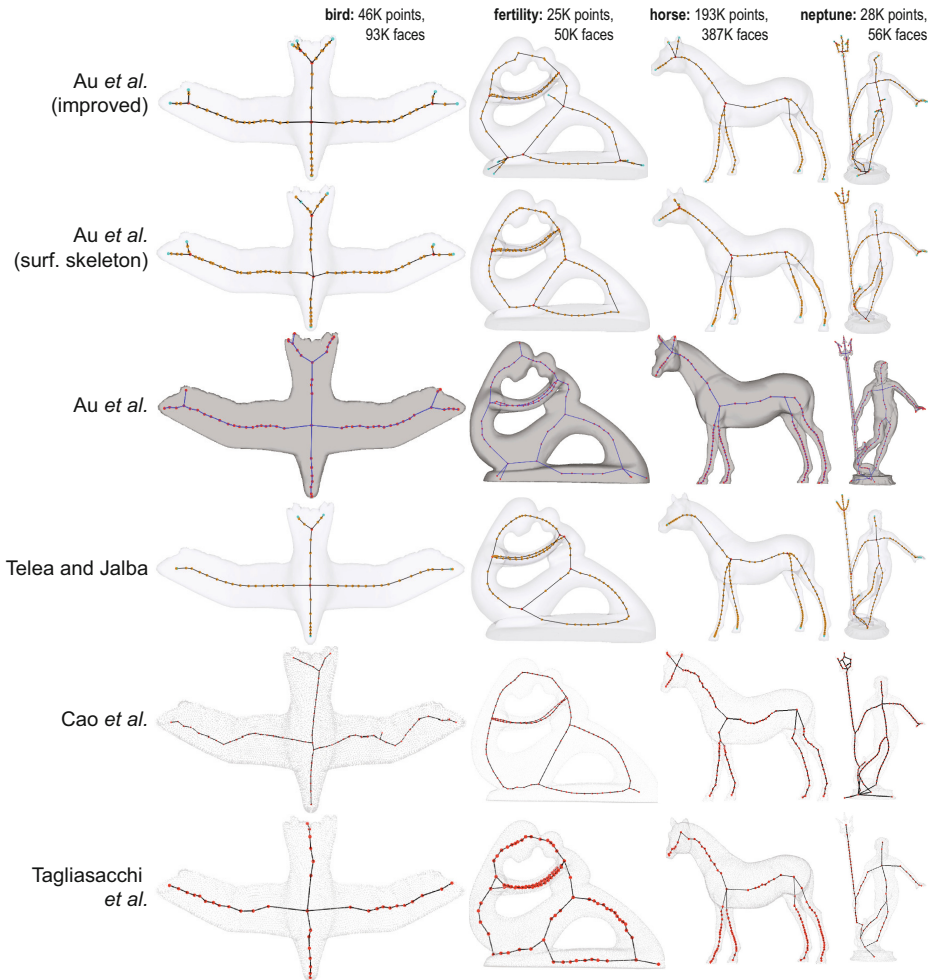 bird: 46K points, fertility: 25K points, horse: 193K points, neptune: 28K points,
93K faces 50K faces 387K faces 56K faces
Au et al.
(improved)
Au et al.
(surf. skeleton)
Au et al.
Telea and Jalba
Cao et al.
Tagliasacchi
et al.